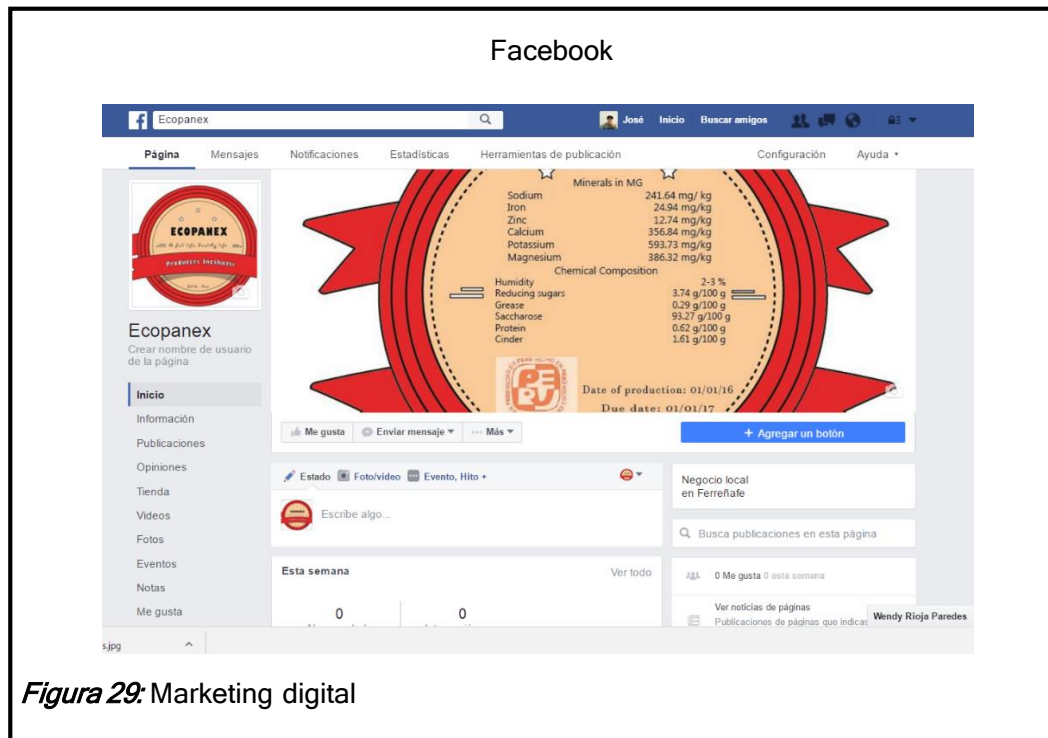 Facebook
Ecopanex
José Inicio Buscar amigos
Página Mensajes Notificaciones Estadísticas Herramientas de publicación Configuración Ayuda
ECOPANEX
Producers Incahuasi
Minerals in MG
Sodium 241.64 mg/ kg
Iron 24.94 mg/kg
Zinc 12.74 mg/kg
Calcium 356.84 mg/kg
Potassium 593.73 mg/kg
Magnesium 386.32 mg/kg
Chemical Composition
Humidity 2-3 %
Reducing sugars 3.74 g/100 g
Grease 0.29 g/100 g
Saccharose 93.27 g/100 g
Protein 0.62 g/100 g
Cinder 1.61 g/100 g
PERU
Date of production: 01/01/16
Due date: 01/01/17
Ecopanex
Crear nombre de usuario
de la página
Inicio
Información
Publicaciones
Opiniones
Tienda
Videos
Fotos
Eventos
Notas
Me gusta
Me gusta Enviar mensaje Más
+ Agregar un botón
Estado Foto/video Evento, Hito +
Escribe algo...
Negocio local
en Ferreñafe
Busca publicaciones en esta página
Esta semana Ver todo
0 0
0 Me gusta 0 esta semana
Ver noticias de páginas
Publicaciones de páginas que indicas
Wendy Rioja Paredes
s.jpg
Figura 29: Marketing digital